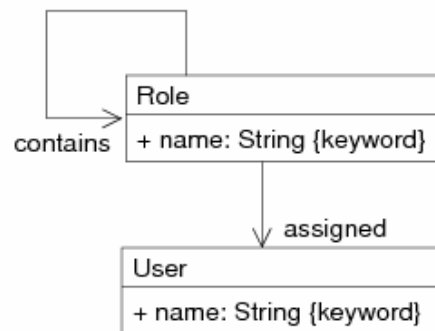 Role
+ name: String {keyword}
contains
assigned
User
+ name: String {keyword}